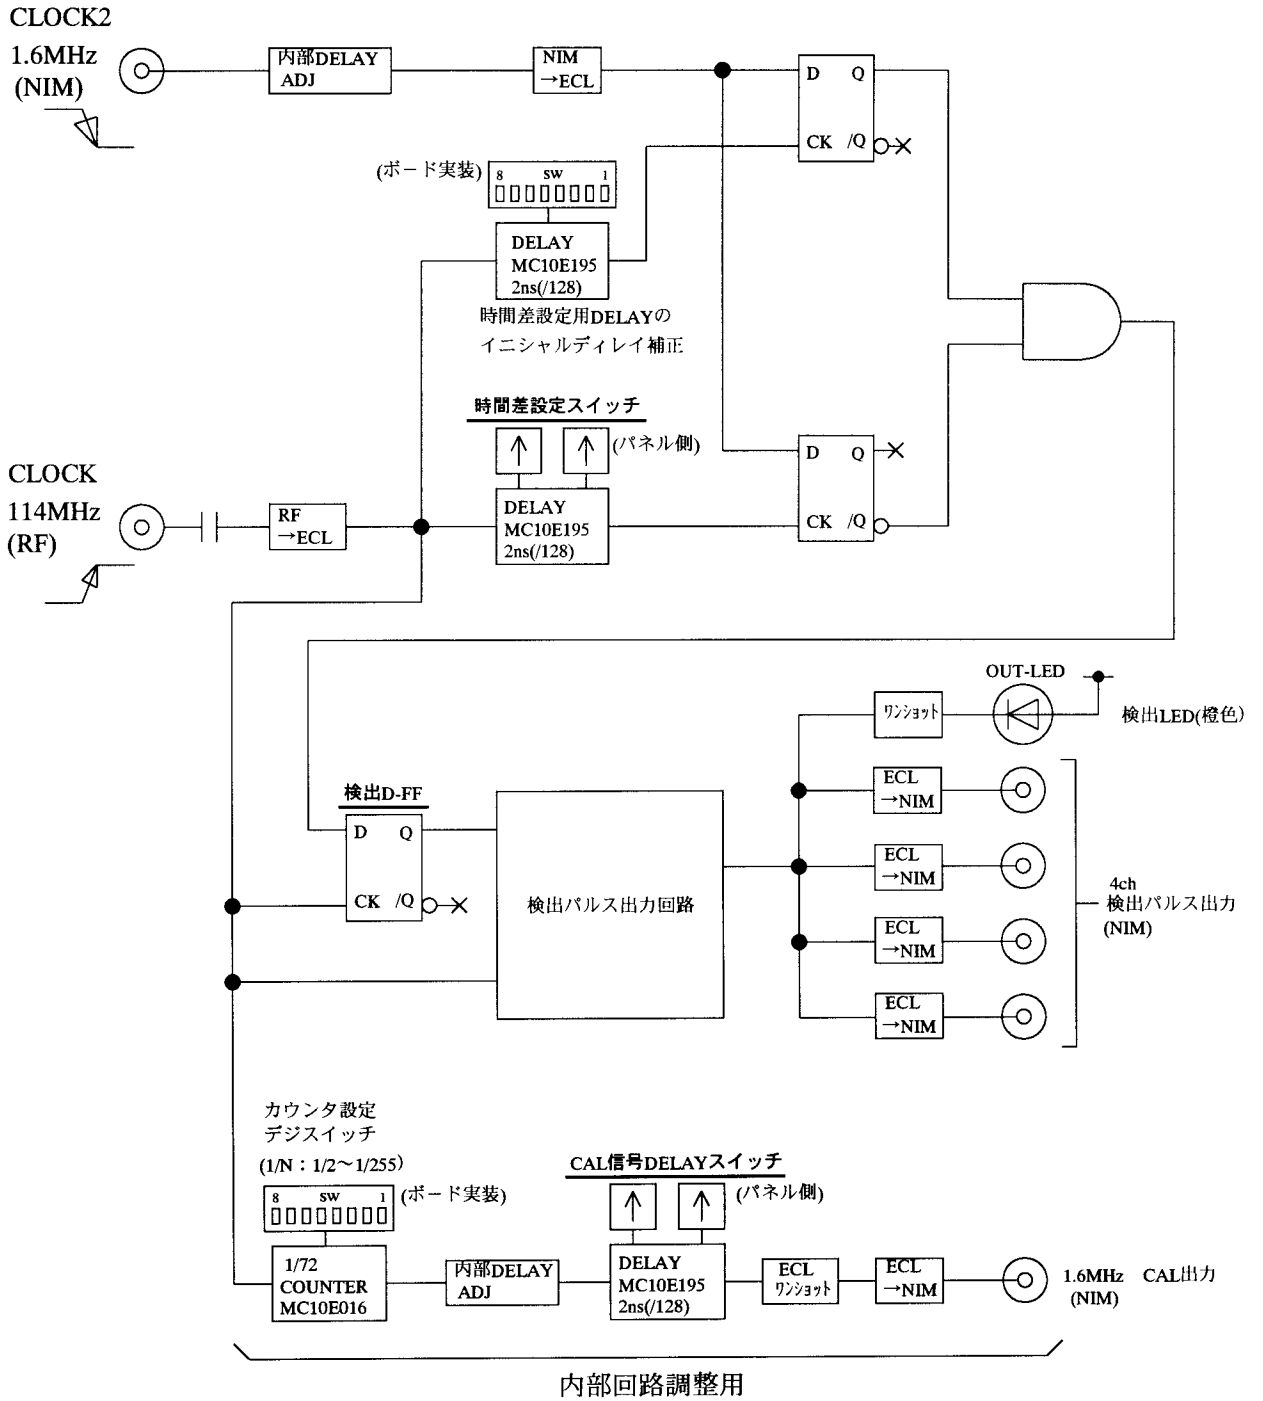 CLOCK2
1.6MHz
(NIM)
内部DELAY
ADJ
NIM
→ECL
D Q
CK /Q
(ボード実装)
8 SW 1
DELAY
MC10E195
2ns(/128)
時間差設定用DELAYの
イニシャルディレイ補正
時間差設定スイッチ
(パネル側)
CLOCK
114MHz
(RF)
RF
→ECL
DELAY
MC10E195
2ns(/128)
D Q
CK /Q
OUT-LED
ワンショット
検出LED(橙色)
検出D-FF
D Q
CK /Q
検出パルス出力回路
ECL
→NIM
ECL
→NIM
ECL
→NIM
ECL
→NIM
4ch
検出パルス出力
(NIM)
カウンタ設定
デジスイッチ
(1/N：1/2〜1/255)
8 SW 1
(ボード実装)
1/72
COUNTER
MC10E016
内部DELAY
ADJ
CAL信号DELAYスイッチ
(パネル側)
DELAY
MC10E195
2ns(/128)
ECL
ワンショット
ECL
→NIM
1.6MHz CAL出力
(NIM)
内部回路調整用